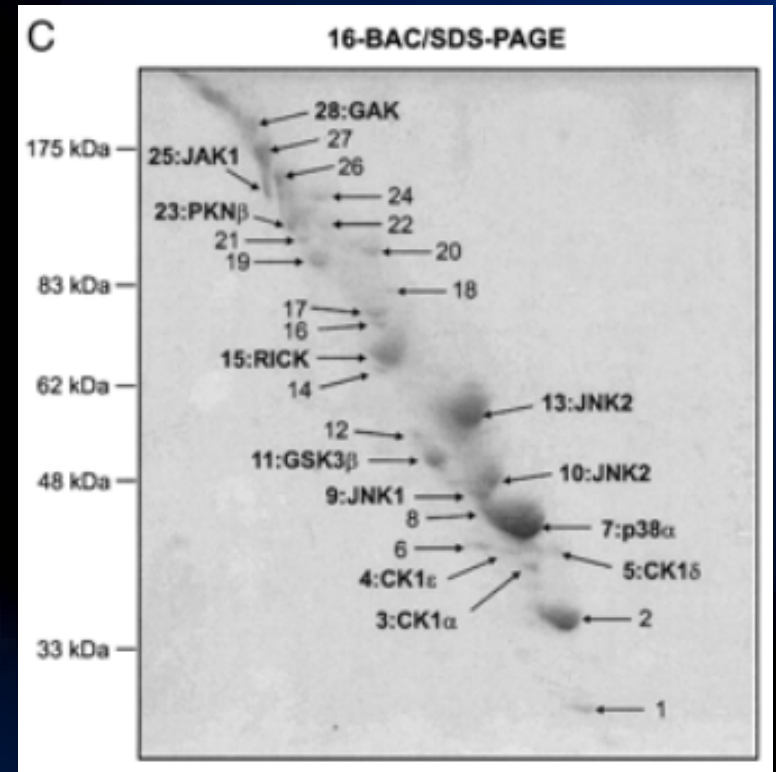 C
16-BAC/SDS-PAGE
28:GAK
175 kDa
27
25:JAK1
26
24
23:PKNβ
22
21
20
19
83 kDa
18
17
16
15:RICK
62 kDa
14
13:JNK2
12
11:GSK3β
10:JNK2
48 kDa
9:JNK1
8
7:p38α
6
5:CK1δ
4:CK1ε
3:CK1α
2
33 kDa
1